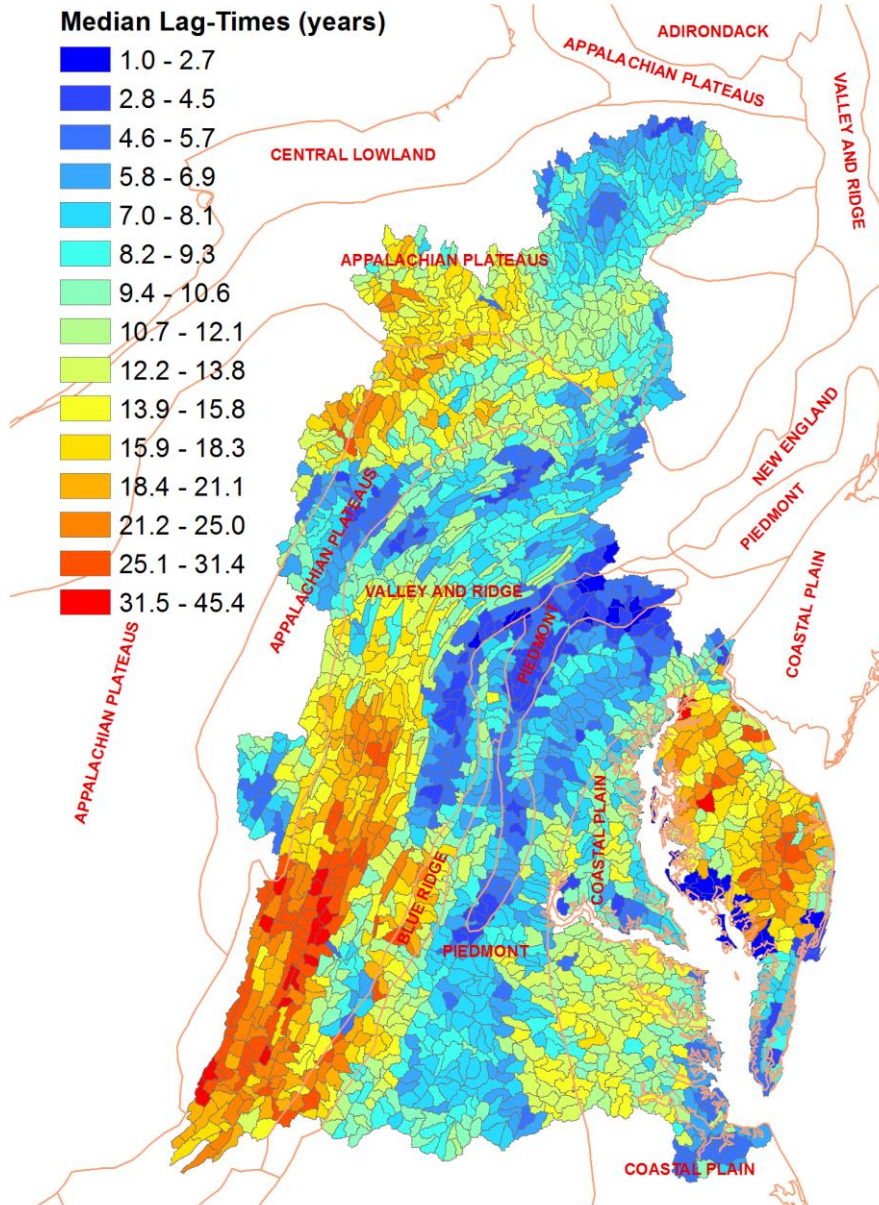 Median Lag-Times (years)
1.0 - 2.7
2.8 - 4.5
4.6 - 5.7
5.8 - 6.9
7.0 - 8.1
8.2 - 9.3
9.4 - 10.6
10.7 - 12.1
12.2 - 13.8
13.9 - 15.8
15.9 - 18.3
18.4 - 21.1
21.2 - 25.0
25.1 - 31.4
31.5 - 45.4
ADIRONDACK
APPALACHIAN PLATEAUS
VALLEY AND RIDGE
CENTRAL LOWLAND
APPALACHIAN PLATEAUS
NEW ENGLAND
PIEDMONT
COASTAL PLAIN
APPALACHIAN PLATEAUS
VALLEY AND RIDGE
PIEDMONT
APPALACHIAN PLATEAUS
COASTAL PLAIN
BLUE RIDGE
PIEDMONT
COASTAL PLAIN